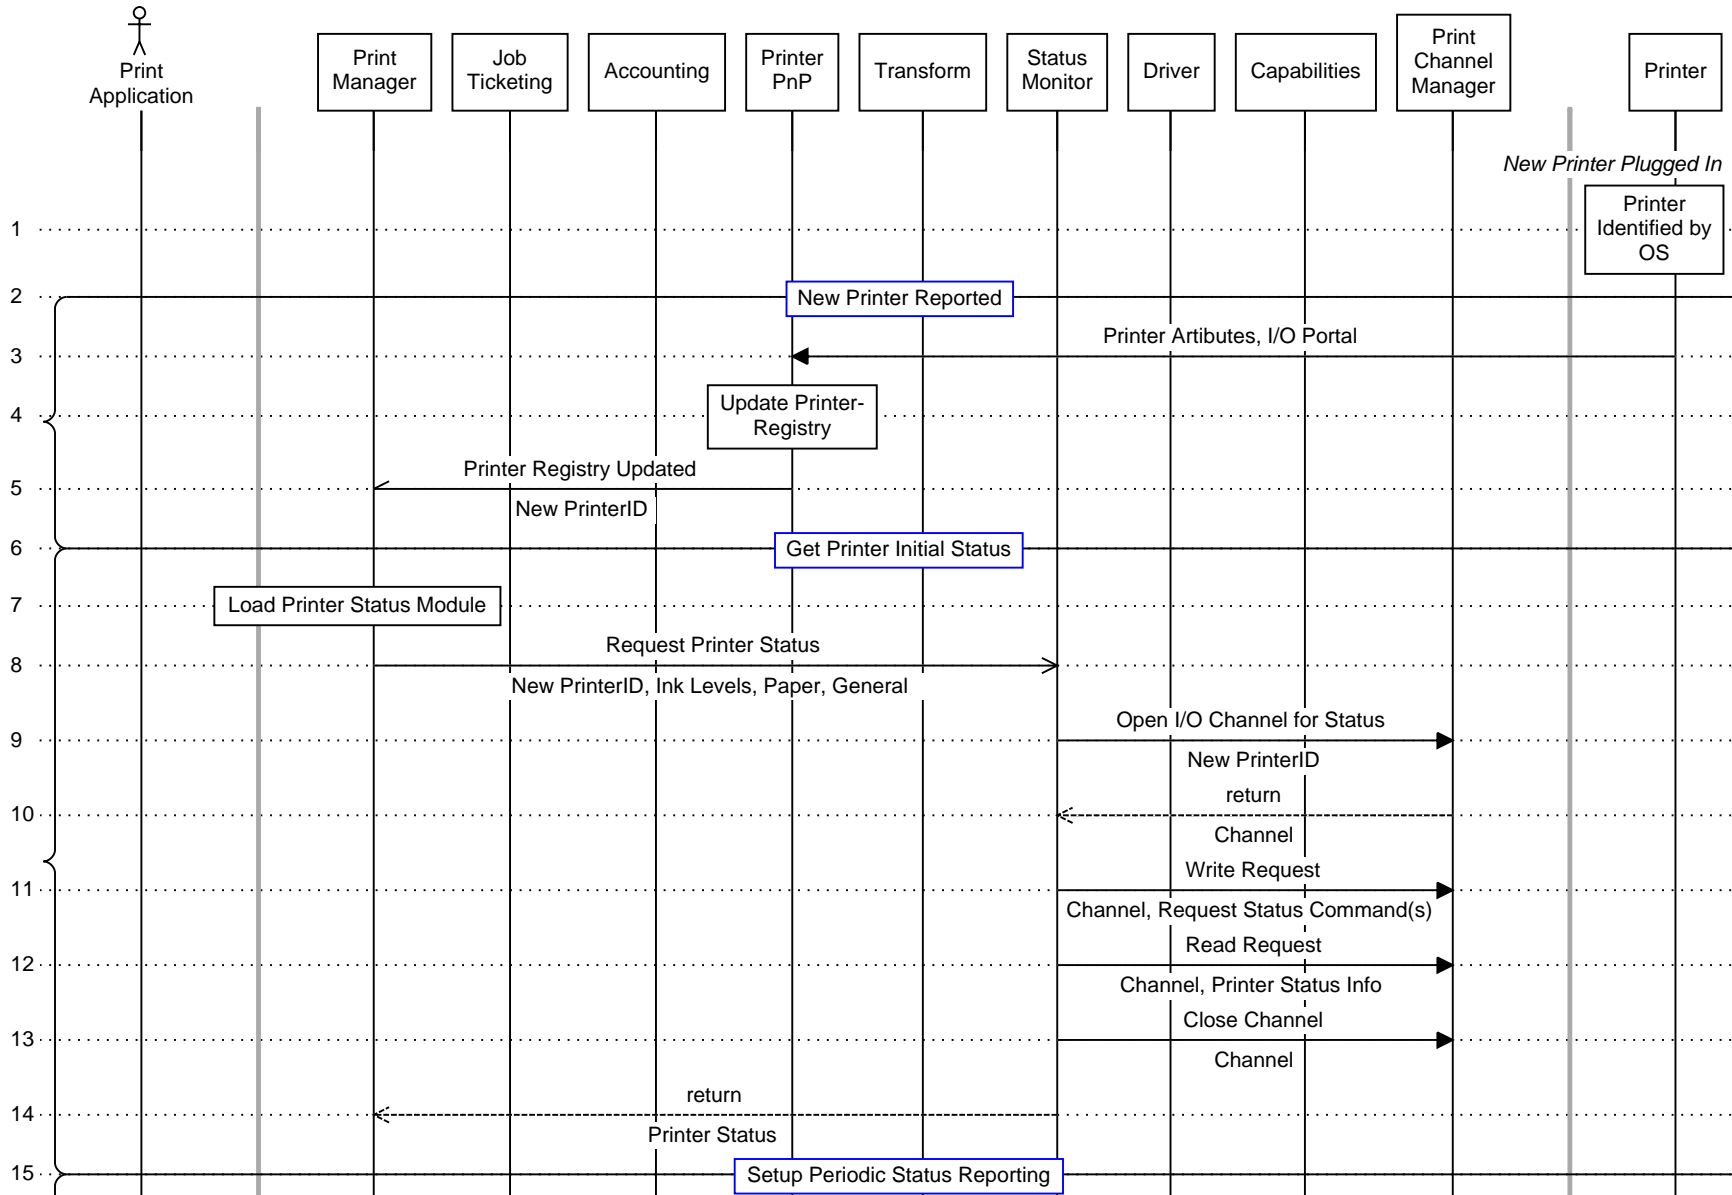 Print
Application
Print
Manager
Job
Ticketing
Accounting
Printer
PnP
Transform
Status
Monitor
Driver
Capabilities
Print
Channel
Manager
Printer
New Printer Plugged In
1
Printer
Identified by
OS
2
New Printer Reported
Printer Artibutes, I/O Portal
3
4
Update Printer-
Registry
Printer Registry Updated
5
New PrinterID
6
Get Printer Initial Status
7
Load Printer Status Module
Request Printer Status
8
New PrinterID, Ink Levels, Paper, General
Open I/O Channel for Status
9
New PrinterID
return
10
Channel
Write Request
11
Channel, Request Status Command(s)
Read Request
12
Channel, Printer Status Info
Close Channel
13
Channel
return
14
Printer Status
15
Setup Periodic Status Reporting